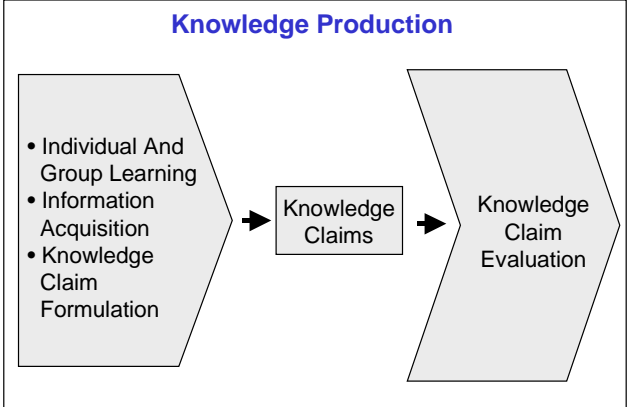 Knowledge Production
• Individual And
Group Learning
• Information
Acquisition
• Knowledge
Claim
Formulation
Knowledge
Claims
Knowledge
Claim
Evaluation